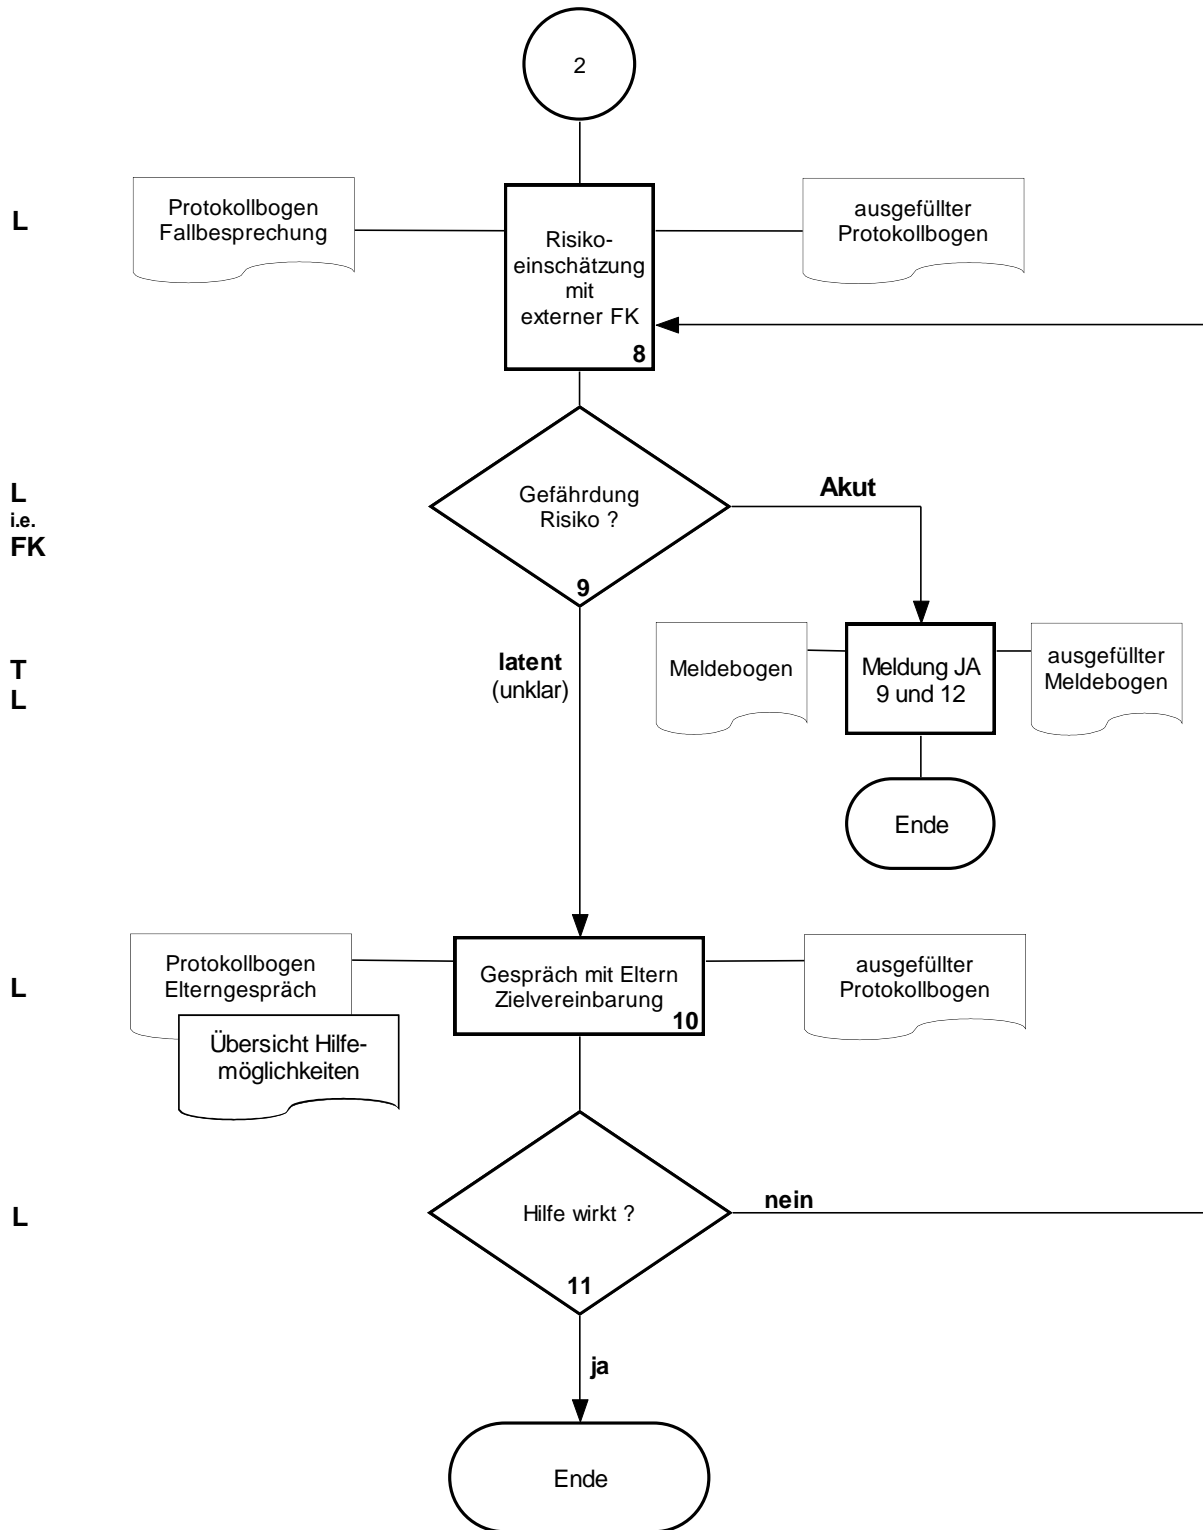 2
L
Protokollbogen
Fallbesprechung
Risiko-
einschätzung
mit
externer FK
8
ausgefüllter
Protokollbogen
L
i.e.
FK
Gefährdung
Risiko ?
9
Akut
T
L
latent
(unklar)
Meldebogen
Meldung JA
9 und 12
ausgefüllter
Meldebogen
Ende
L
Protokollbogen
Elterngespräch
Übersicht Hilfe-
möglichkeiten
Gespräch mit Eltern
Zielvereinbarung
10
ausgefüllter
Protokollbogen
L
Hilfe wirkt ?
11
nein
ja
Ende